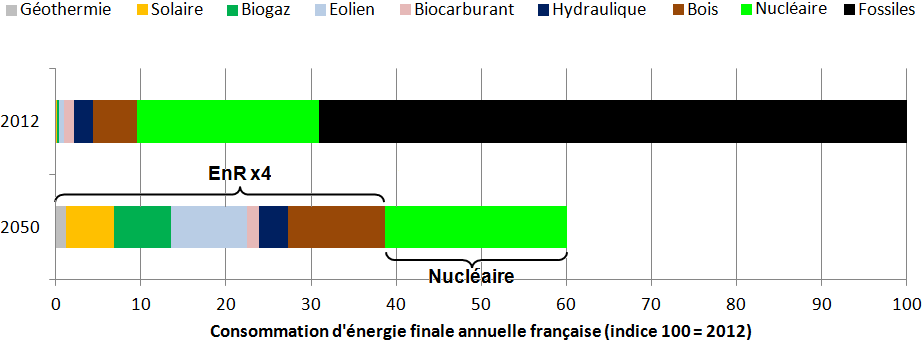 Géothermie Solaire Biogaz Eolien Biocarburant Hydraulique Bois Nucléaire Fossiles
2012
EnR x4
2050
Nucléaire
0 10 20 30 40 50 60 70 80 90 100
Consommation d'énergie finale annuelle française (indice 100 = 2012)